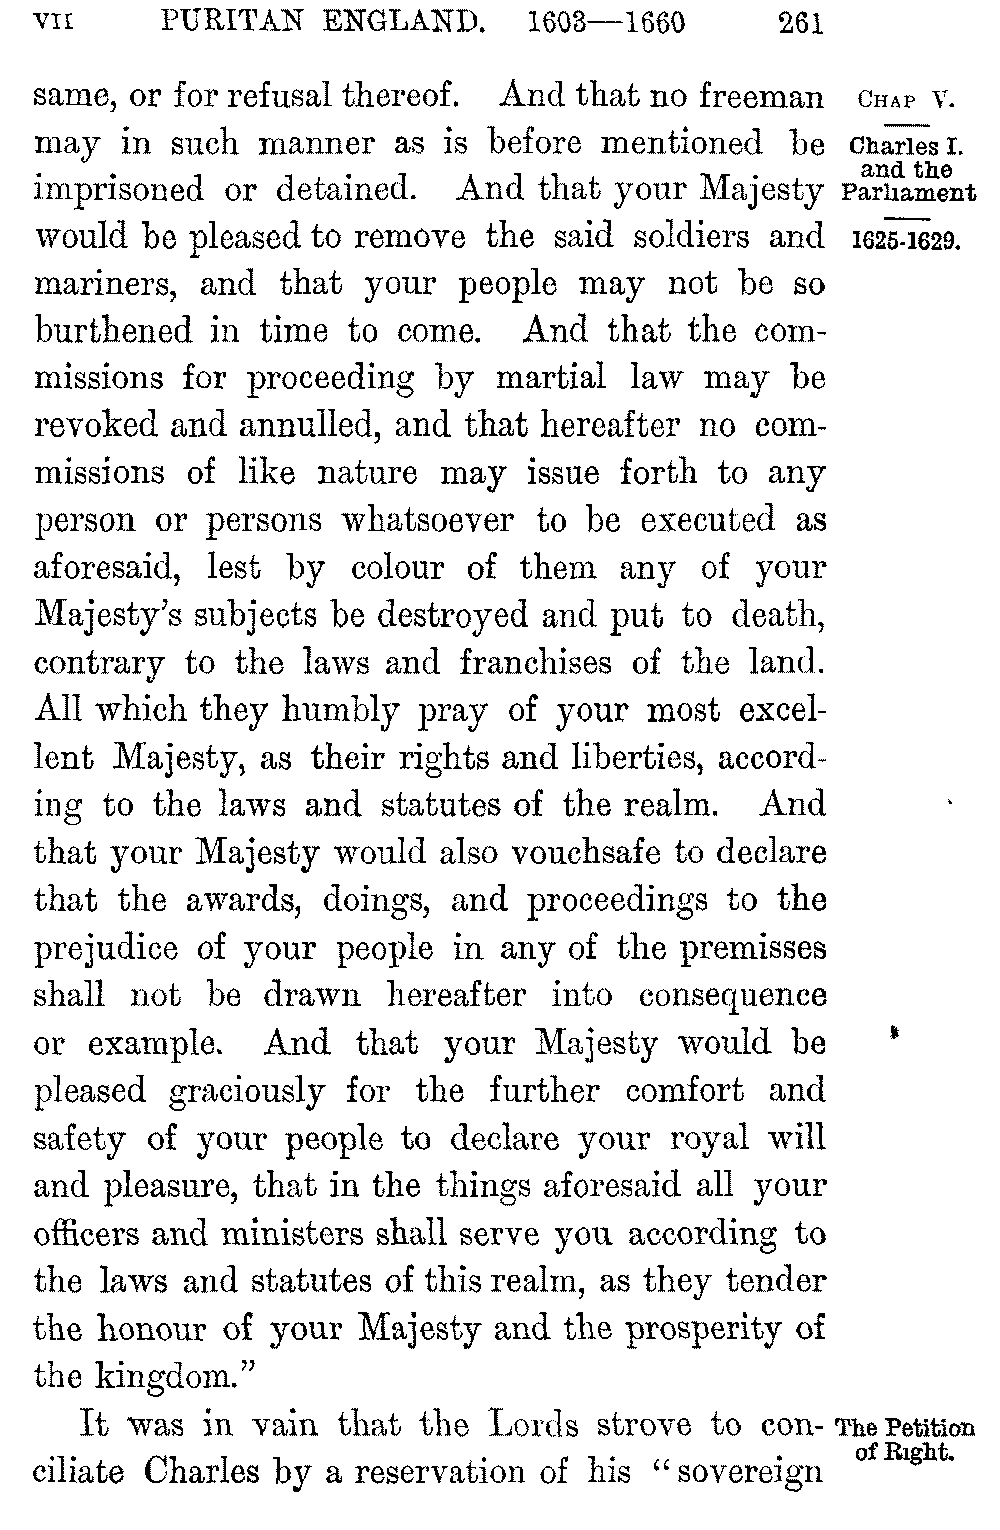 VII PURITAN ENGLAND. 1603—1660 261
same, or for refusal thereof. And that no freeman
may in such manner as is before mentioned be
imprisoned or detained. And that your Majesty
would be pleased to remove the said soldiers and
mariners, and that your people may not be so
burthened in time to come. And that the com-
missions for proceeding by martial law may be
revoked and annulled, and that hereafter no com-
missions of like nature may issue forth to any
person or persons whatsoever to be executed as
aforesaid, lest by colour of them any of your
Majesty's subjects be destroyed and put to death,
contrary to the laws and franchises of the land.
All which they humbly pray of your most excel-
lent Majesty, as their rights and liberties, accord-
ing to the laws and statutes of the realm. And
that your Majesty would also vouchsafe to declare
that the awards, doings, and proceedings to the
prejudice of your people in any of the premisses
shall not be drawn hereafter into consequence
or example. And that your Majesty would be
pleased graciously for the further comfort and
safety of your people to declare your royal will
and pleasure, that in the things aforesaid all your
officers and ministers shall serve you according to
the laws and statutes of this realm, as they tender
the honour of your Majesty and the prosperity of
the kingdom."
It was in vain that the Lords strove to con-
ciliate Charles by a reservation of his "sovereign
CHAP V.
Charles I.
and the
Parliament
1625-1629.
The Petition
of Right.